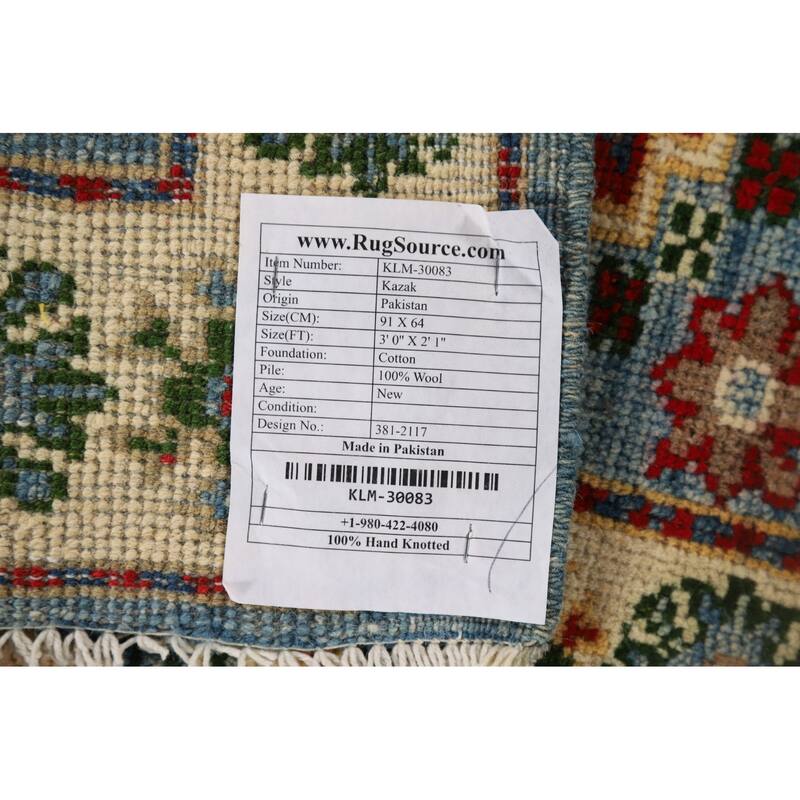 www.RugSource.com
Item Number: KLM-30083
Style Kazak
Origin Pakistan
Size(CM): 91 X 64
Size(FT): 3' 0" X 2' 1"
Foundation: Cotton
Pile: 100% Wool
Age: New
Condition:
Design No.: 381-2117
Made in Pakistan
KLM-30083
+1-980-422-4080
100% Hand Knotted